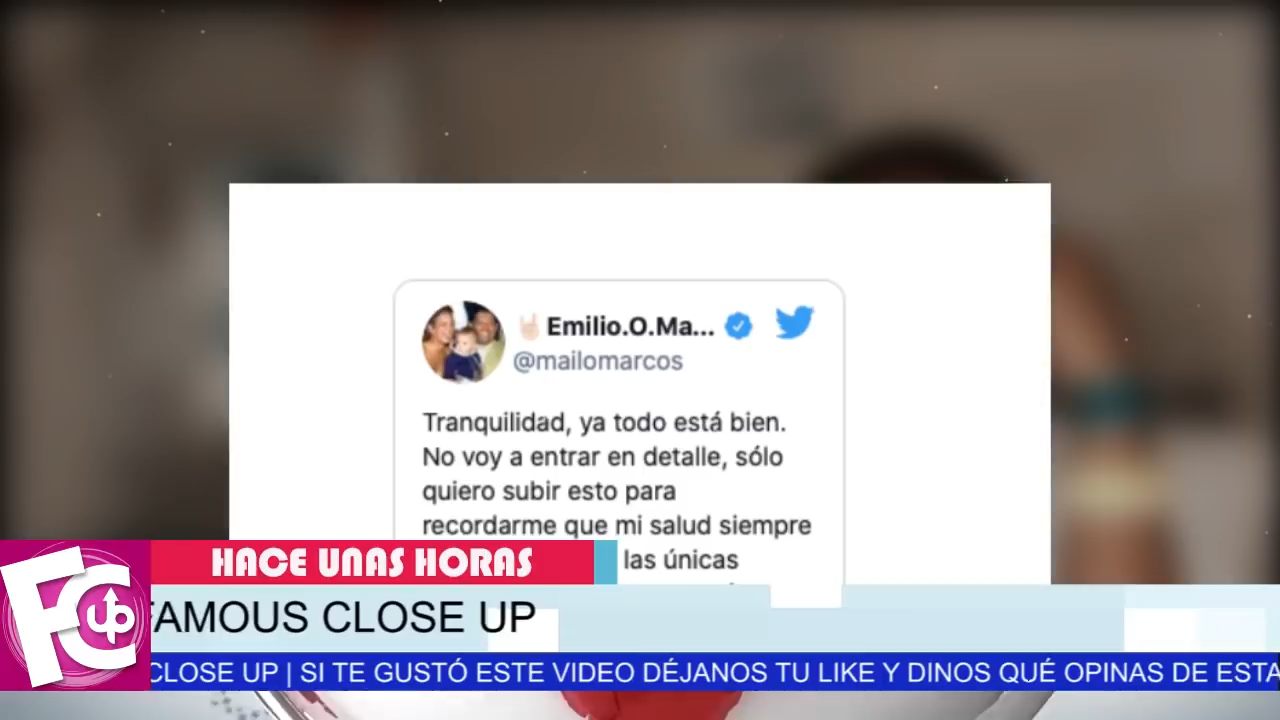 Emilio.O.Ma...
@mailomarcos
Tranquilidad, ya todo está bien.
No voy a entrar en detalle, sólo
quiero subir esto para
recordarme que mi salud siempre
las únicas
HACE UNAS HORAS
FC up
FAMOUS CLOSE UP
CLOSE UP | SI TE GUSTÓ ESTE VIDEO DÉJANOS TU LIKE Y DINOS QUÉ OPINAS DE ESTA